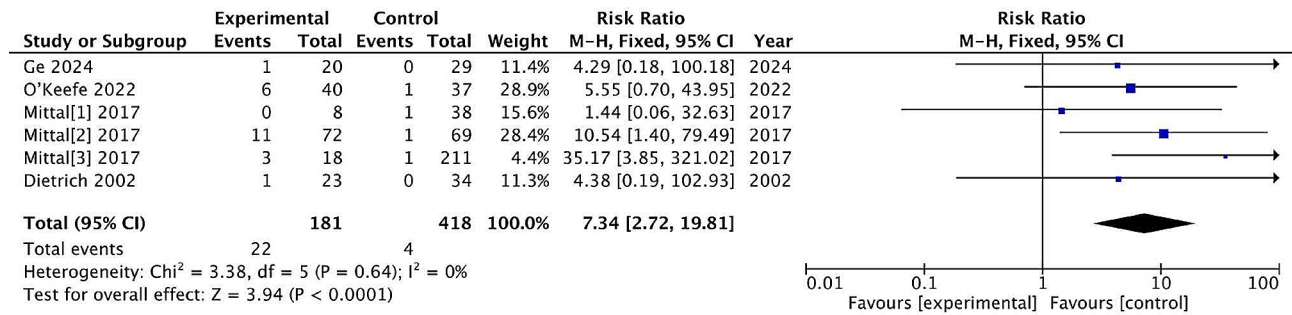 Experimental Control Risk Ratio Risk Ratio
Study or Subgroup Events Total Events Total Weight M-H, Fixed, 95% CI Year M-H, Fixed, 95% CI
Ge 2024 1 20 0 29 11.4% 4.29 [0.18, 100.18] 2024
O'Keefe 2022 6 40 1 37 28.9% 5.55 [0.70, 43.95] 2022
Mittal[1] 2017 0 8 1 38 15.6% 1.44 [0.06, 32.63] 2017
Mittal[2] 2017 11 72 1 69 28.4% 10.54 [1.40, 79.49] 2017
Mittal[3] 2017 3 18 1 211 4.4% 35.17 [3.85, 321.02] 2017
Dietrich 2002 1 23 0 34 11.3% 4.38 [0.19, 102.93] 2002
Total (95% CI) 181 418 100.0% 7.34 [2.72, 19.81]
Total events 22 4
Heterogeneity: Chi² = 3.38, df = 5 (P = 0.64); I² = 0%
Test for overall effect: Z = 3.94 (P < 0.0001)
0.01 0.1 1 10 100
Favours [experimental] Favours [control]